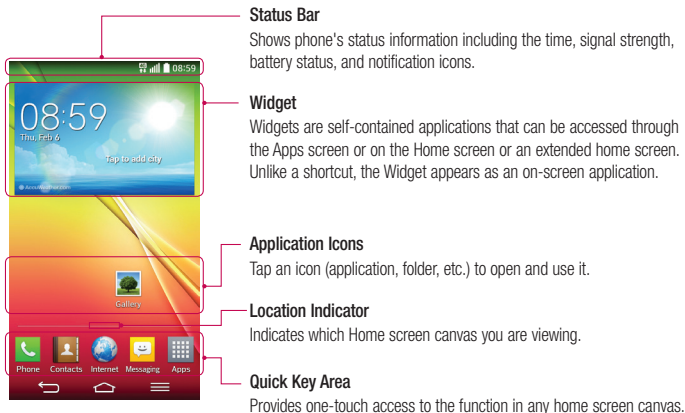 Status Bar
Shows phone's status information including the time, signal strength,
battery status, and notification icons.
4G 08:59
Widget
Widgets are self-contained applications that can be accessed through
the Apps screen or on the Home screen or an extended home screen.
Unlike a shortcut, the Widget appears as an on-screen application.
08:59
Thu, Feb 6
Tap to add city
AccuWeather.com
Application Icons
Tap an icon (application, folder, etc.) to open and use it.
Gallery
Location Indicator
Indicates which Home screen canvas you are viewing.
Phone Contacts Internet Messaging Apps
Quick Key Area
Provides one-touch access to the function in any home screen canvas.